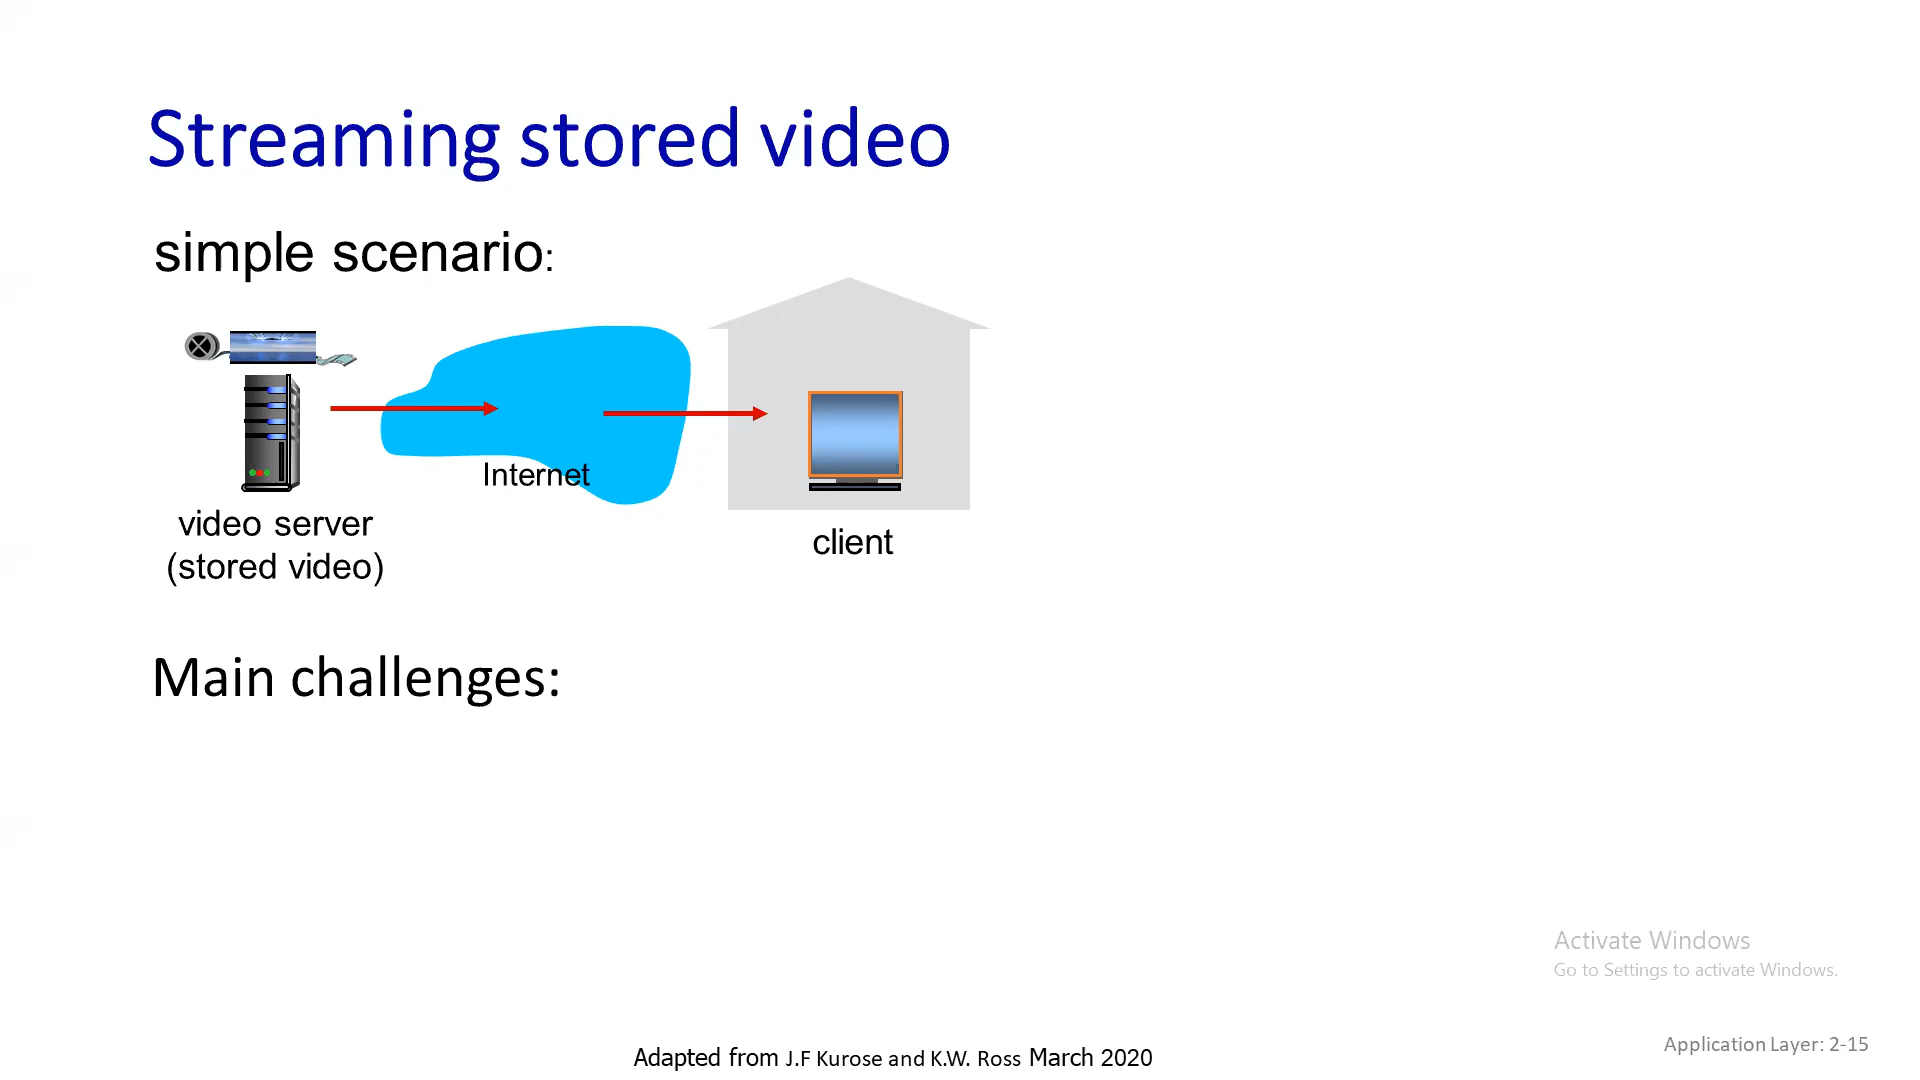 Streaming stored video
simple scenario:
Internet
video server
(stored video)
client
Main challenges:
Activate Windows
Go to Settings to activate Windows.
Adapted from J.F Kurose and K.W. Ross March 2020
Application Layer: 2-15